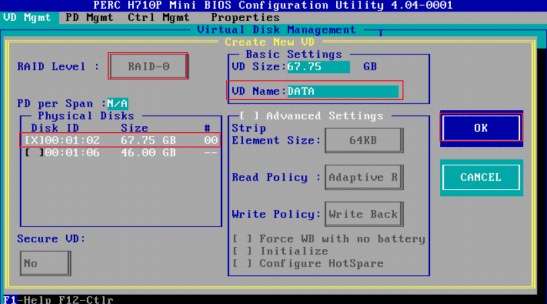 PERC H710P Mini BIOS Configuration Utility 4.04-0001
VD Mgmt PD Mgmt Ctrl Mgmt Properties
Virtual Disk Management
Create New VD
RAID Level : RAID-0
PD per Span :N/A
Physical Disks
Disk ID Size #
[X]00:01:02 67.75 GB 00
[ ]00:01:06 46.00 GB --
Secure VD:
No
Basic Settings
VD Size:67.75 GB
VD Name:DATA
[ ] Advanced Settings
Strip
Element Size: 64KB
Read Policy : Adaptive R
Write Policy: Write Back
[ ] Force WB with no battery
[ ] Initialize
[ ] Configure HotSpare
OK
CANCEL
F1-Help F12-Ctlr